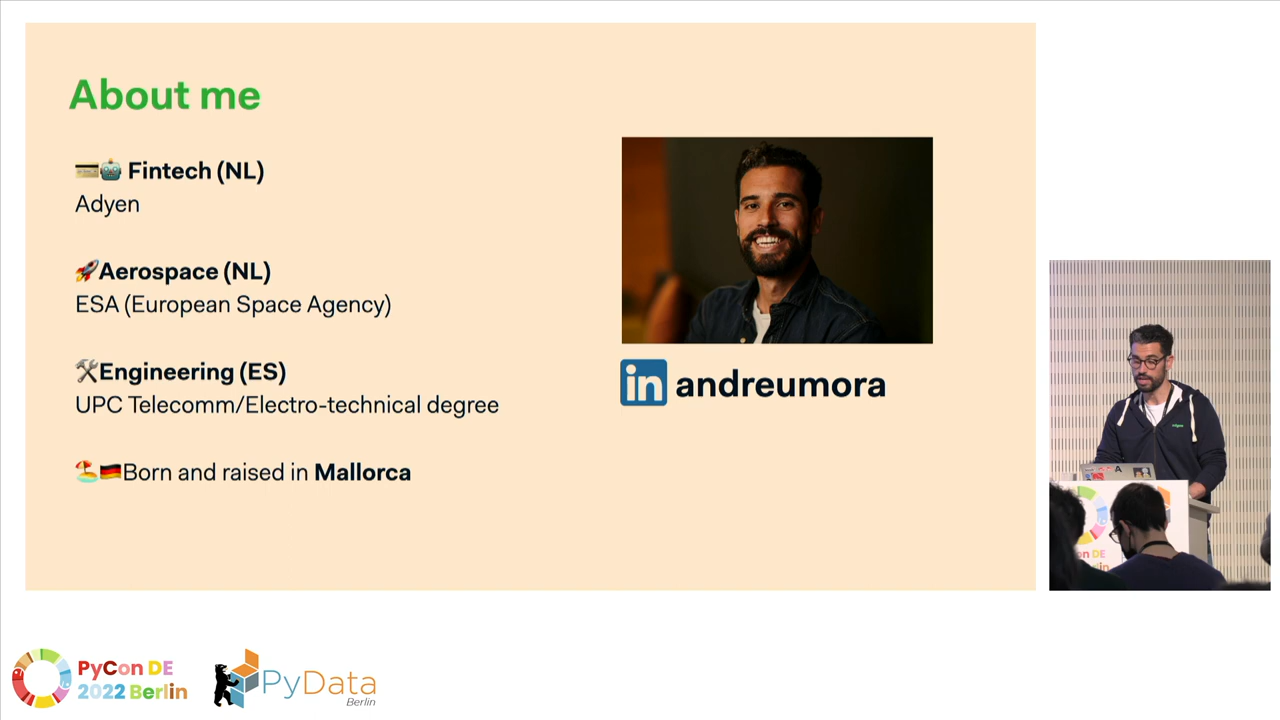 About me
Fintech (NL)
Adyen
Aerospace (NL)
ESA (European Space Agency)
Engineering (ES)
UPC Telecomm/Electro-technical degree
Born and raised in Mallorca
in andreumora
PyCon DE
2022 Berlin
PyData
Berlin